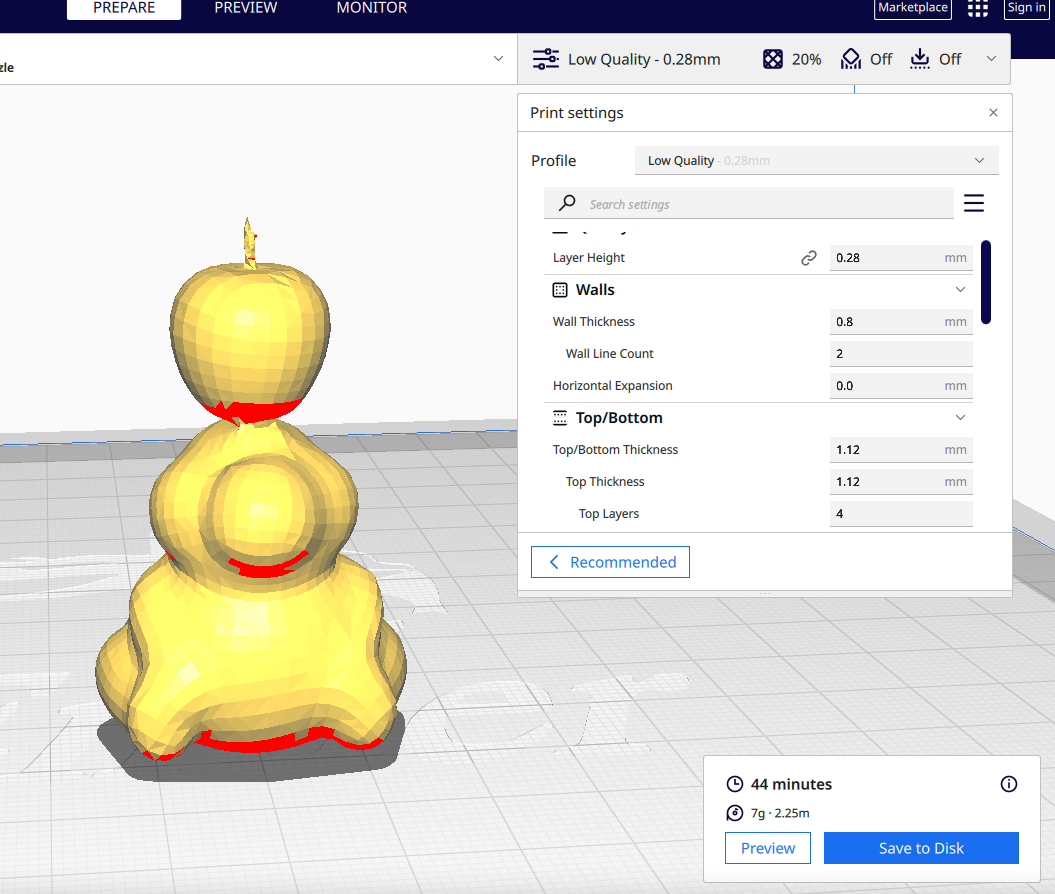 PREPARE PREVIEW MONITOR Marketplace Sign in
zle
Low Quality - 0.28mm 20% Off Off
Print settings
Profile Low Quality - 0.28mm
Search settings
Layer Height 0.28 mm
Walls
Wall Thickness 0.8 mm
Wall Line Count 2
Horizontal Expansion 0.0 mm
Top/Bottom
Top/Bottom Thickness 1.12 mm
Top Thickness 1.12 mm
Top Layers 4
Recommended
44 minutes
7g · 2.25m
Preview Save to Disk